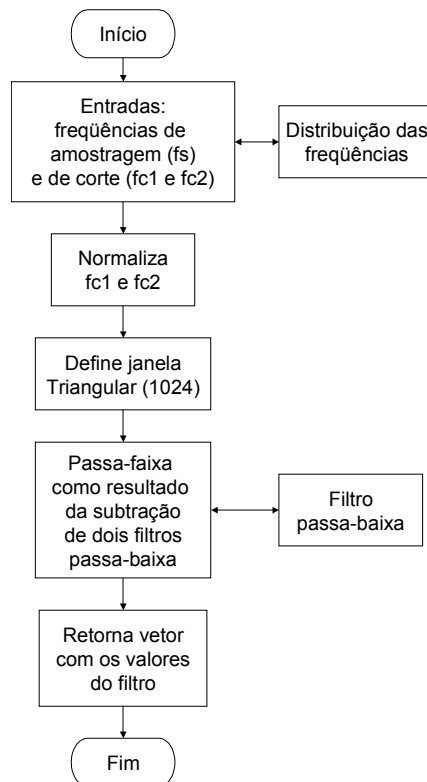 Início
Entradas:
freqüências de
amostragem (fs)
e de corte (fc1 e fc2)
Distribuição das
freqüências
Normaliza
fc1 e fc2
Define janela
Triangular (1024)
Passa-faixa
como resultado
da subtração
de dois filtros
passa-baixa
Filtro
passa-baixa
Retorna vetor
com os valores
do filtro
Fim